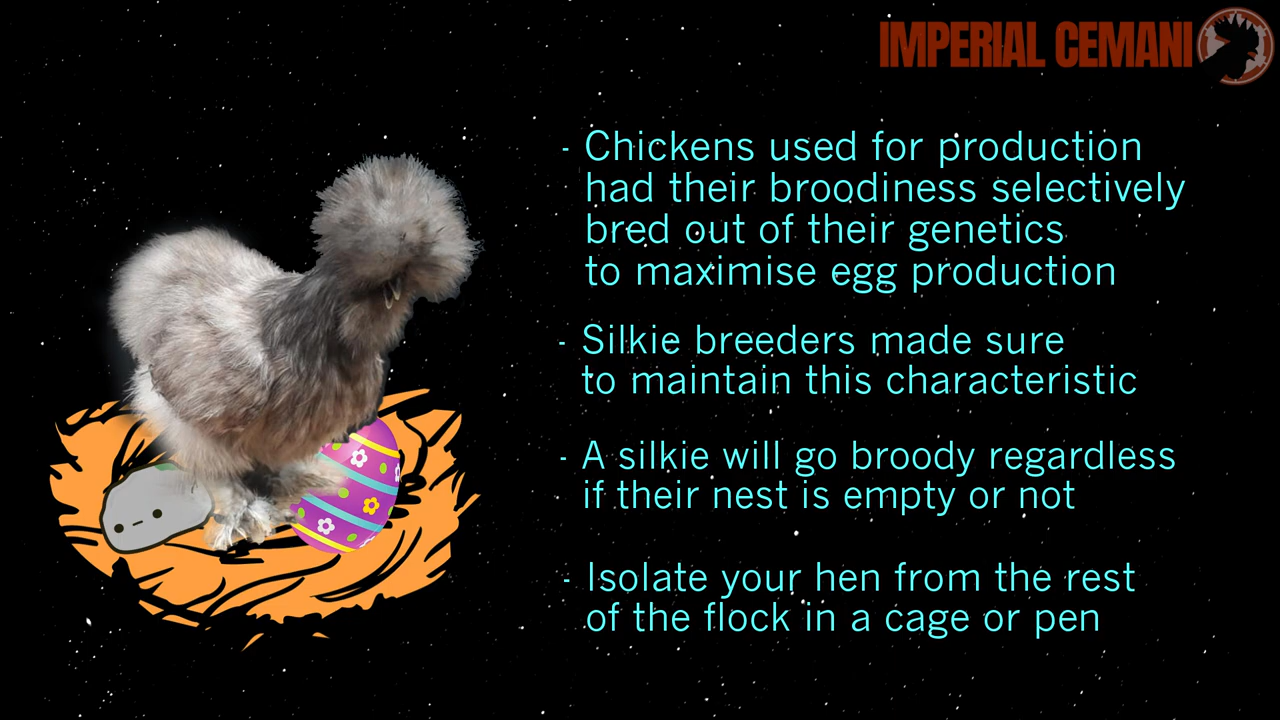 IMPERIAL CEMANI
- Chickens used for production
had their broodiness selectively
bred out of their genetics
to maximise egg production
- Silkie breeders made sure
to maintain this characteristic
- A silkie will go broody regardless
if their nest is empty or not
- Isolate your hen from the rest
of the flock in a cage or pen